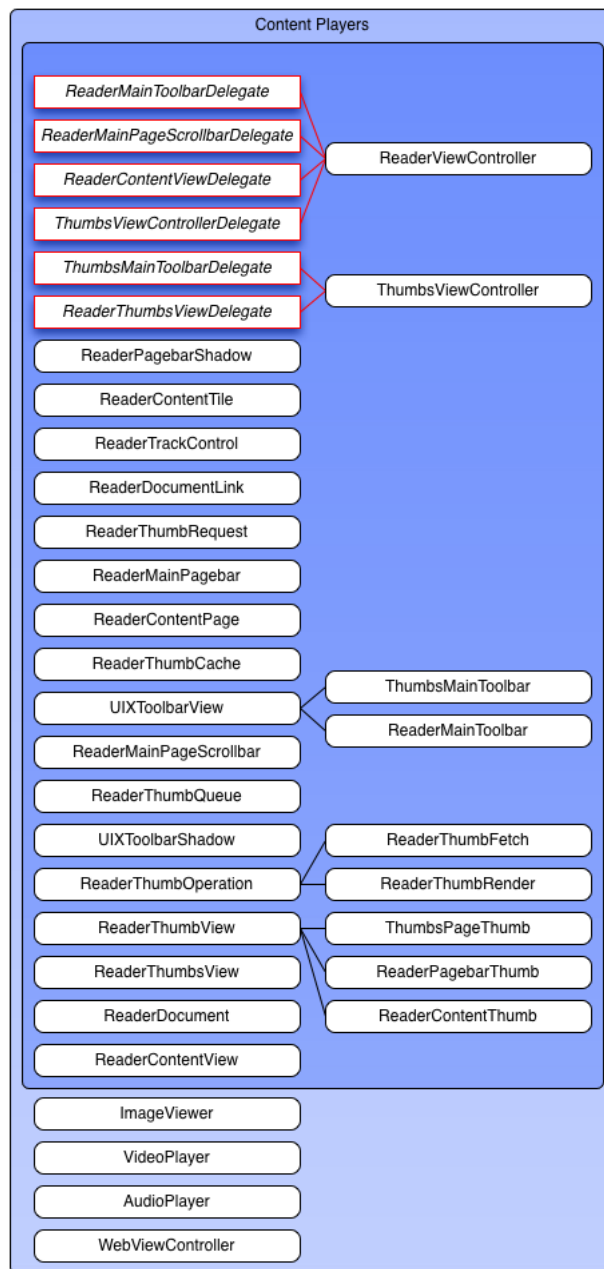 Content Players
ReaderMainToolbarDelegate
ReaderMainPageScrollbarDelegate
ReaderViewController
ReaderContentViewDelegate
ThumbsViewControllerDelegate
ThumbsMainToolbarDelegate
ThumbsViewController
ReaderThumbsViewDelegate
ReaderPagebarShadow
ReaderContentTile
ReaderTrackControl
ReaderDocumentLink
ReaderThumbRequest
ReaderMainPagebar
ReaderContentPage
ReaderThumbCache
ThumbsMainToolbar
UIXToolbarView
ReaderMainToolbar
ReaderMainPageScrollbar
ReaderThumbQueue
UIXToolbarShadow
ReaderThumbFetch
ReaderThumbOperation
ReaderThumbRender
ReaderThumbView
ThumbsPageThumb
ReaderThumbsView
ReaderPagebarThumb
ReaderDocument
ReaderContentThumb
ReaderContentView
ImageViewer
VideoPlayer
AudioPlayer
WebViewController